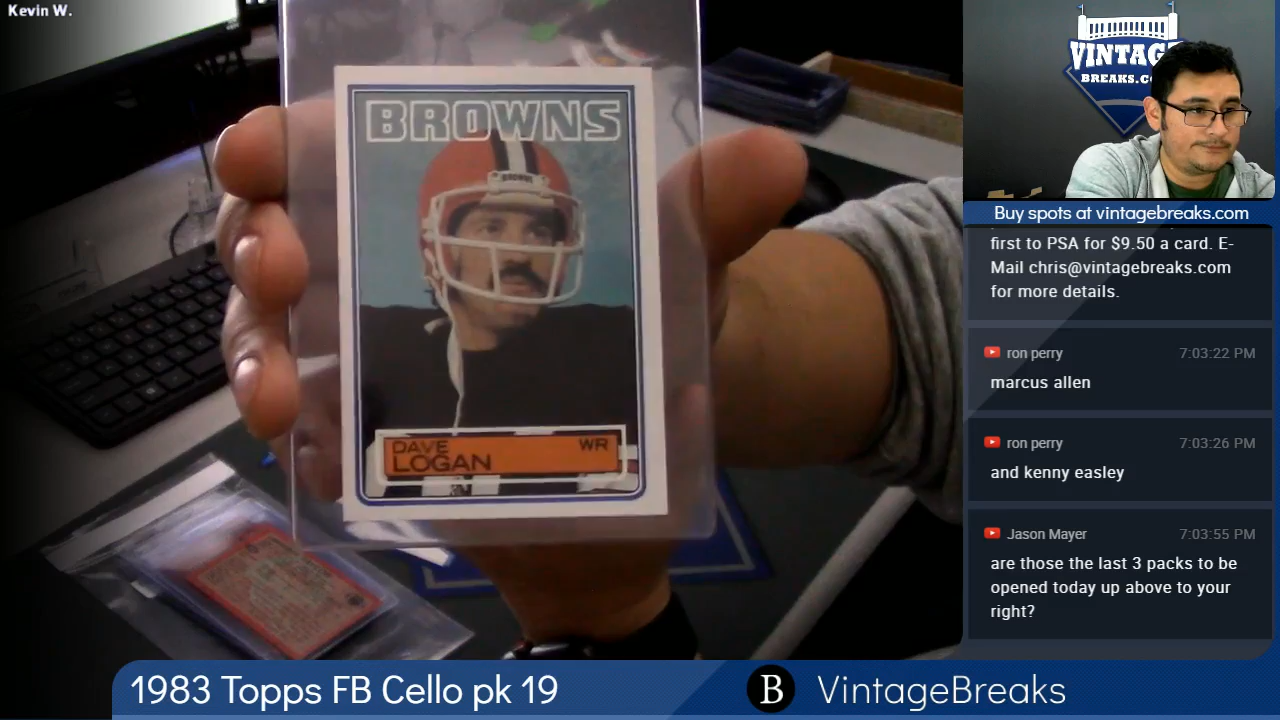 Kevin W.
BROWNS
BROWNS
DAVE
LOGAN
WR
VINTAG
BREAKS.C
Buy spots at vintagebreaks.com
first to PSA for $9.50 a card. E-
Mail chris@vintagebreaks.com
for more details.
ron perry 7:03:22 PM
marcus allen
ron perry 7:03:26 PM
and kenny easley
Jason Mayer 7:03:55 PM
are those the last 3 packs to be
opened today up above to your
right?
1983 Topps FB Cello pk 19
B VintageBreaks